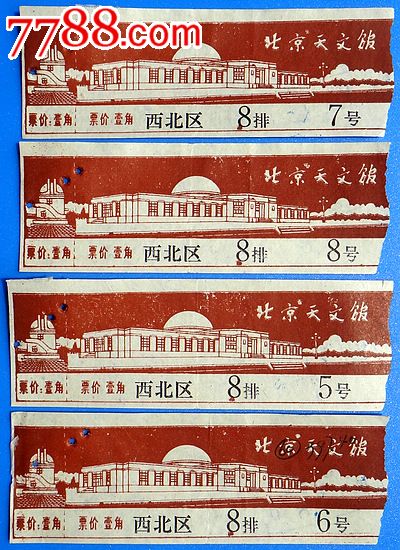 7788.com
北京天文馆
票价:壹角 票价 壹角 西北区 8排 7号
北京天文馆
票价:壹角 票价 壹角 西北区 8排 8号
北京天文馆
票价:壹角 票价 壹角 西北区 8排 5号
北京天文馆
票价:壹角 票价 壹角 西北区 8排 6号